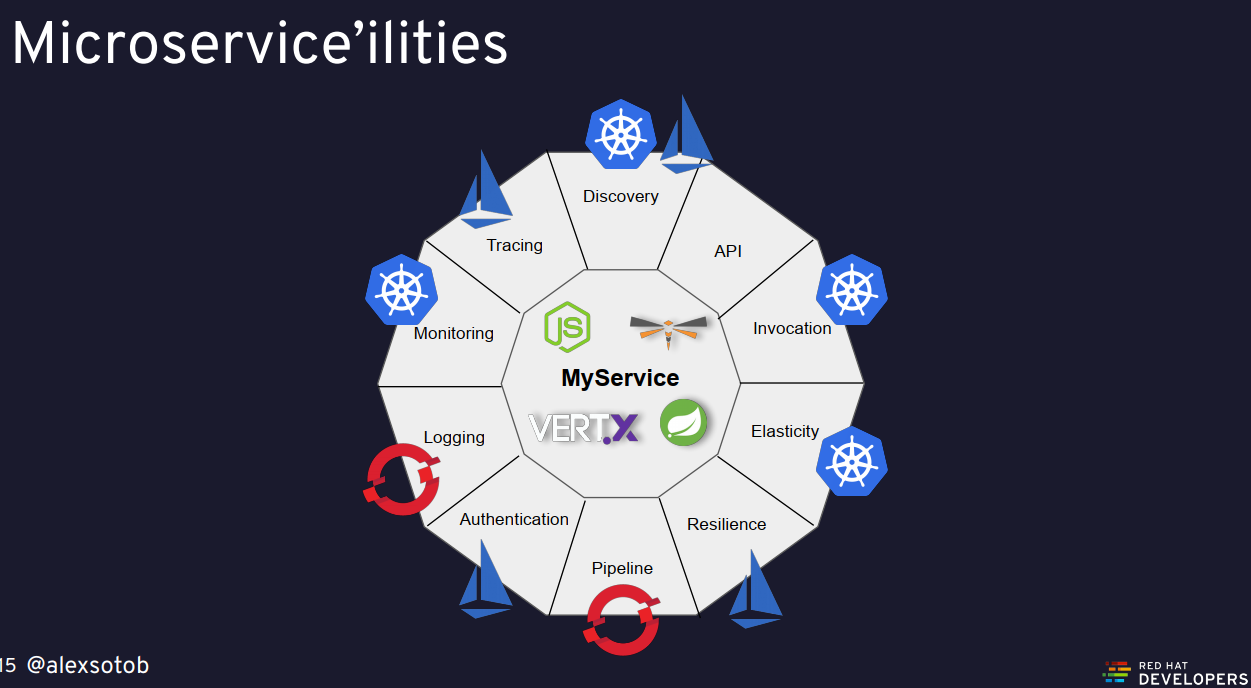 Microservice’ilities
Discovery
Tracing
API
Monitoring
Invocation
JS
MyService
VERT.X
Logging
Elasticity
Authentication
Resilience
Pipeline
15 @alexsotob
RED HAT
DEVELOPERS